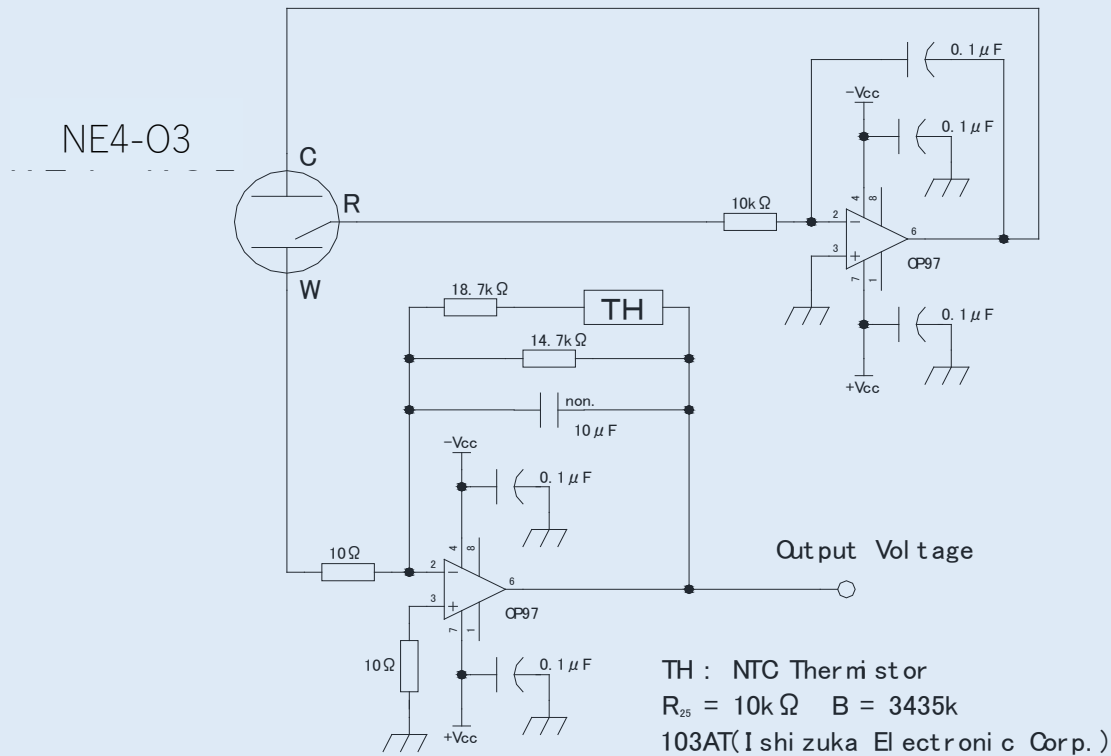 0.1μF
-Vcc
0.1μF
NE4-O3
C
R
10kΩ
4
8
2
6
3
OP97
W
7
1
18.7kΩ
TH
0.1μF
14.7kΩ
+Vcc
non.
10μF
-Vcc
0.1μF
Output Voltage
10Ω
4
8
2
6
3
OP97
7
1
10Ω
0.1μF
+Vcc
TH : NTC Thermistor
R₂₅ = 10kΩ B = 3435k
103AT(Ishizuka Electronic Corp.)